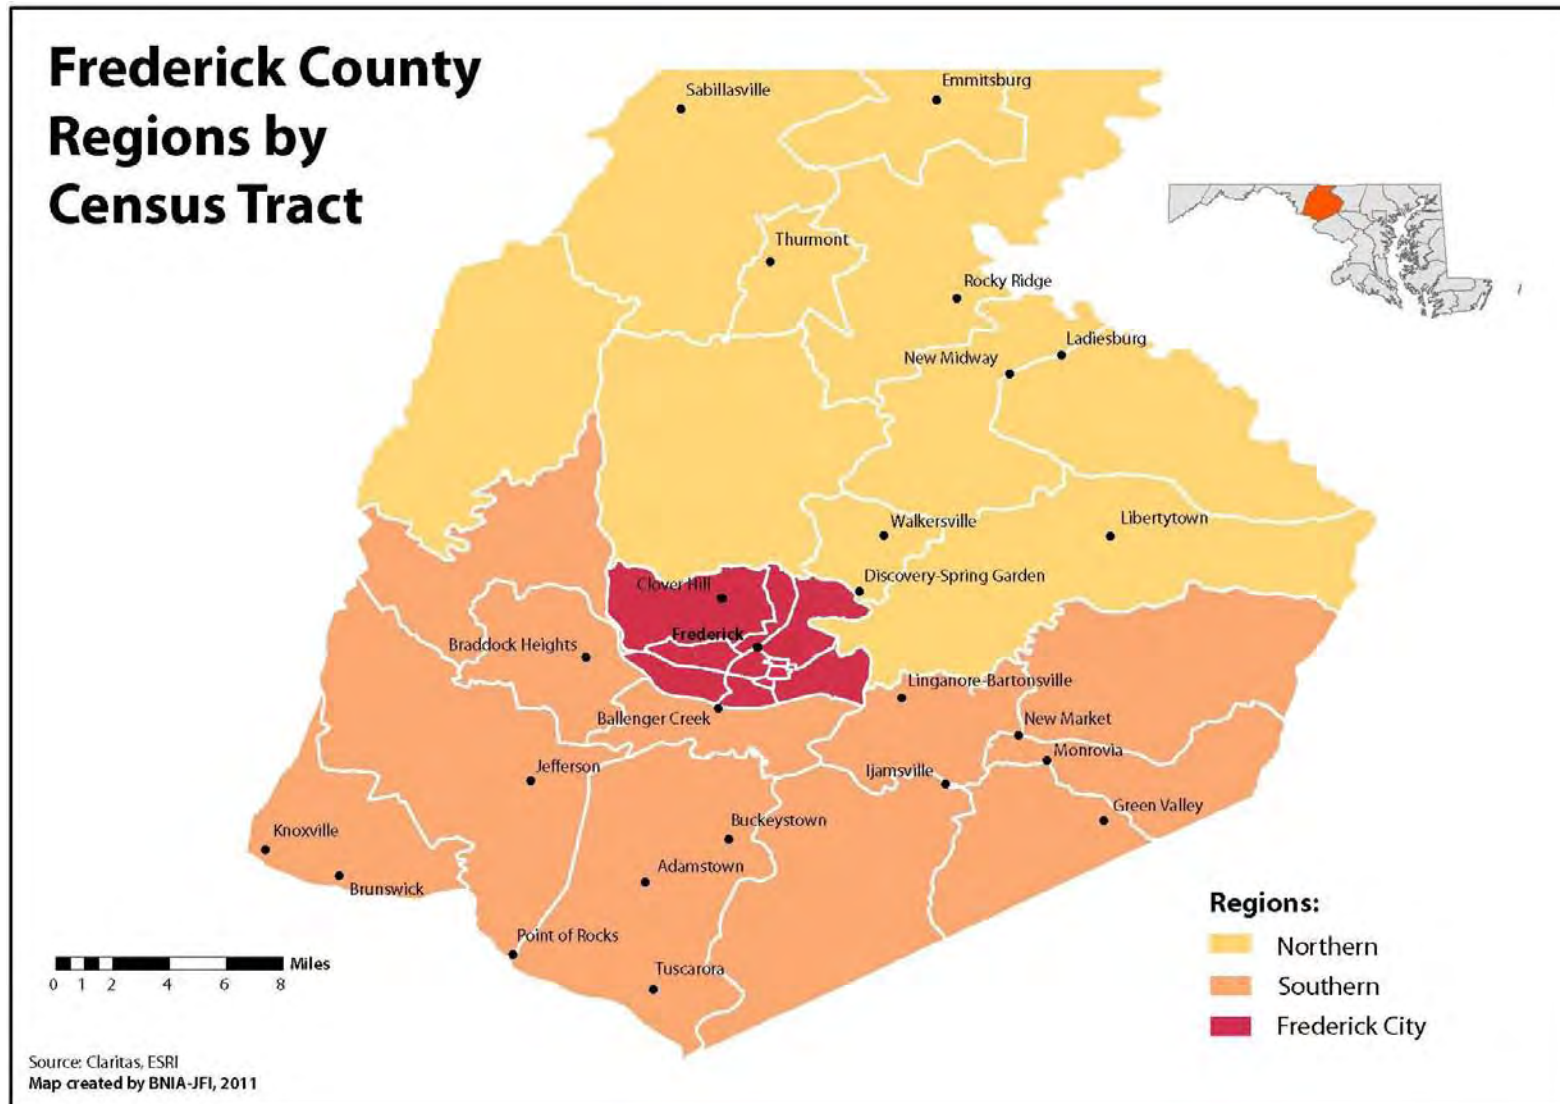 Frederick County
Regions by
Census Tract
Sabillasville
Emmitsburg
Thurmont
Rocky Ridge
Ladiesburg
New Midway
Walkersville
Libertytown
Discovery-Spring Garden
Clover Hill
Frederick
Braddock Heights
Linganore-Bartonsville
Ballenger Creek
New Market
Monrovia
Jefferson
Ijamsville
Green Valley
Buckeystown
Knoxville
Adamstown
Brunswick
Point of Rocks
Tuscarora
Regions:
Northern
Southern
Frederick City
Miles
0 1 2 4 6 8
Source: Claritas, ESRI
Map created by BNIA-JFI, 2011